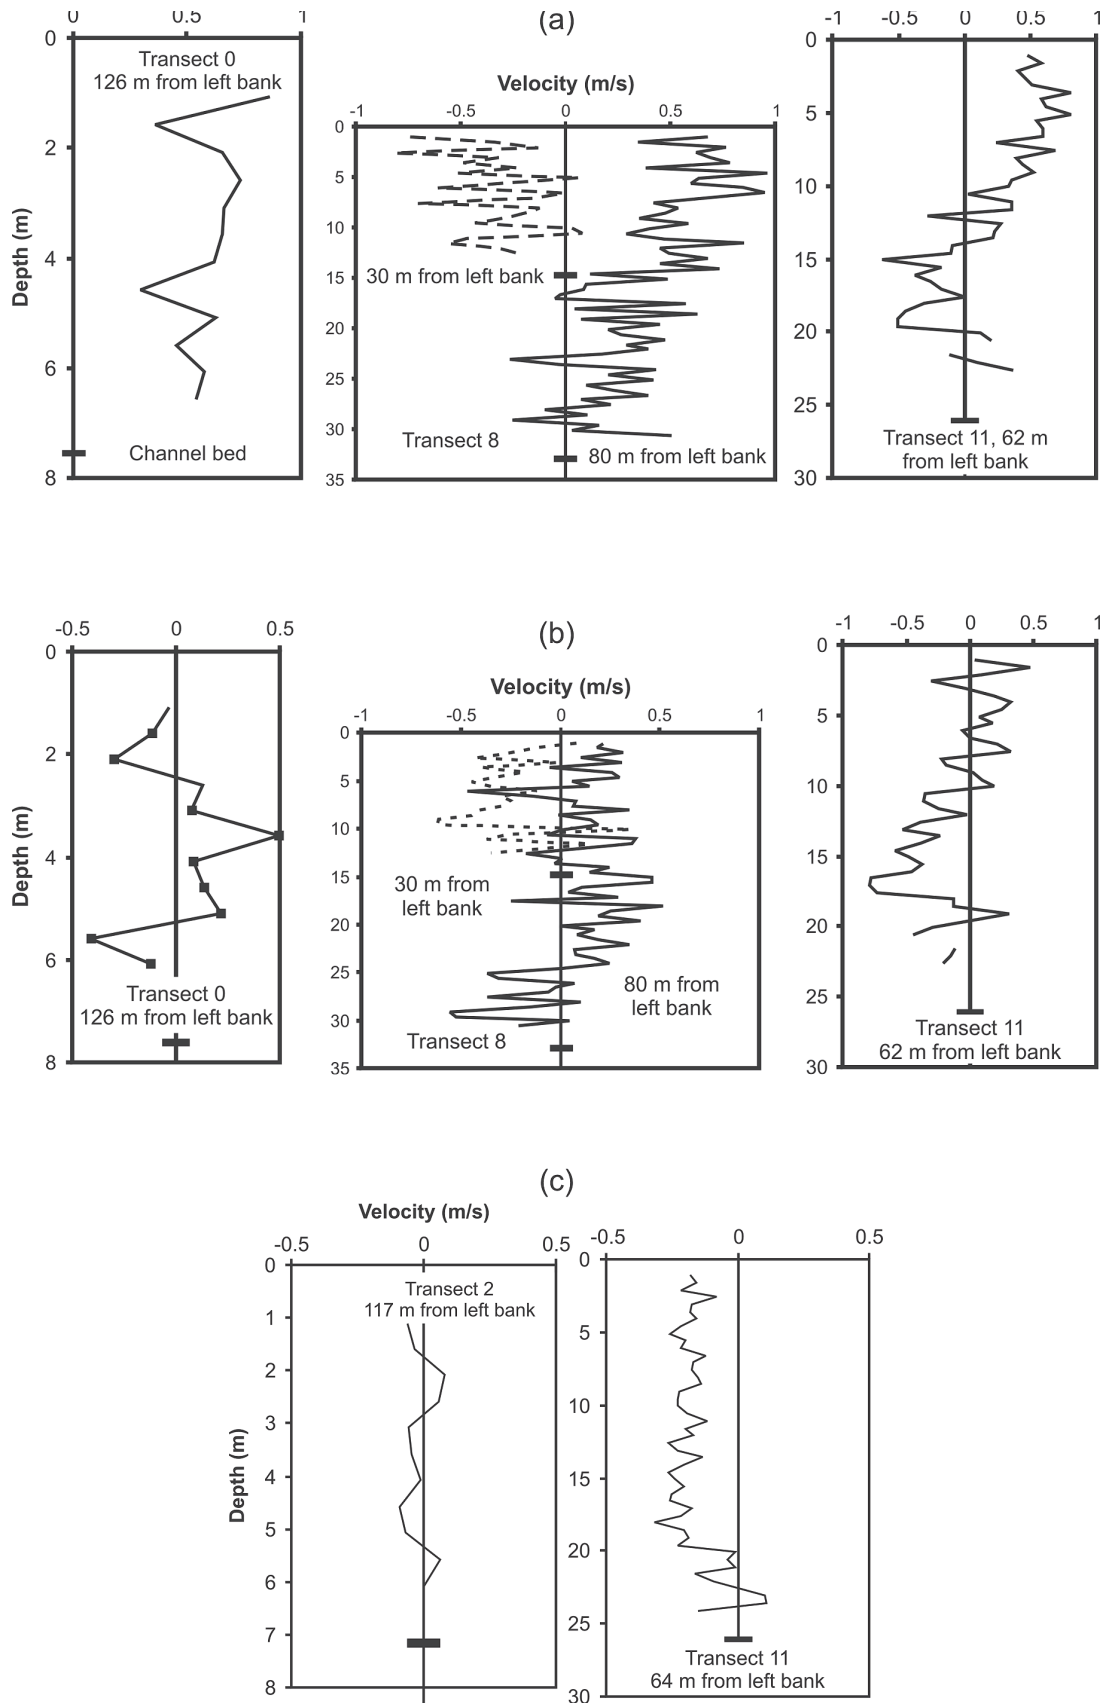 (a)
0 0.5 1
0
2
4
6
8
Depth (m)
Transect 0
126 m from left bank
Channel bed
Velocity (m/s)
-1 -0.5 0 0.5 1
0
5
10
15
20
25
30
35
30 m from left bank
Transect 8
80 m from left bank
-1 -0.5 0 0.5 1
0
5
10
15
20
25
30
Transect 11, 62 m
from left bank
(b)
-0.5 0 0.5
0
2
4
6
8
Depth (m)
Transect 0
126 m from left bank
Velocity (m/s)
-1 -0.5 0 0.5 1
0
5
10
15
20
25
30
35
30 m from
left bank
80 m from
left bank
Transect 8
-1 -0.5 0 0.5 1
0
5
10
15
20
25
30
Transect 11
62 m from left bank
(c)
Velocity (m/s)
-0.5 0 0.5
0
1
2
3
4
5
6
7
8
Depth (m)
Transect 2
117 m from left bank
-0.5 0 0.5
0
5
10
15
20
25
30
Transect 11
64 m from left bank